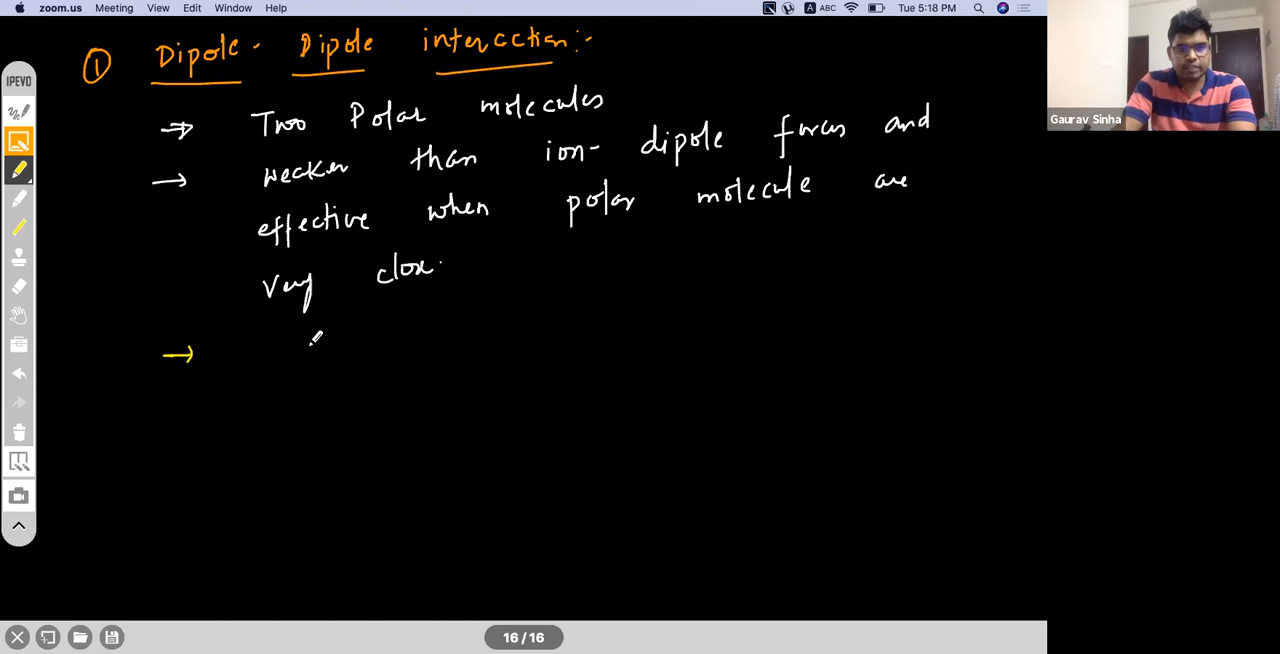 zoom.us Meeting View Edit Window Help
A ABC Tue 5:18 PM
IPEVO
Gaurav Sinha
① Dipole - Dipole interaction:-
⇒ Two Polar molecules
→ weaker than ion- dipole forces and
effective when polar molecule are
very close.
→
16/16